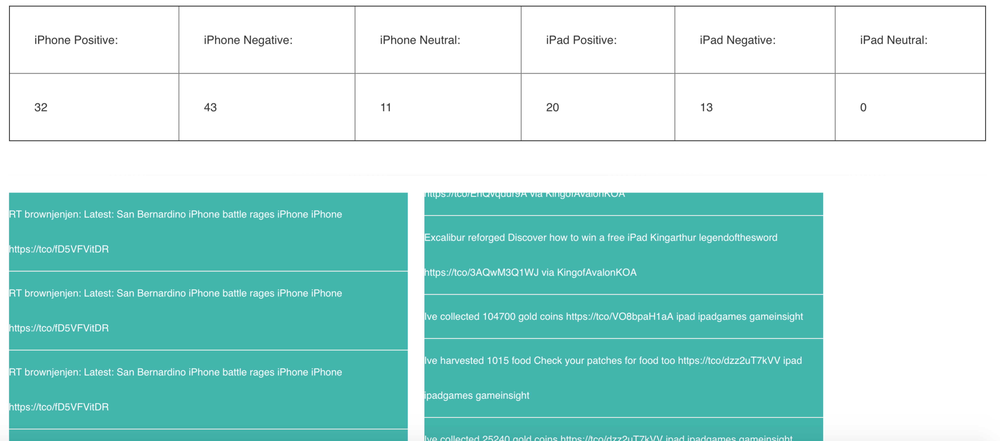 iPhone Positive: iPhone Negative: iPhone Neutral: iPad Positive: iPad Negative: iPad Neutral:
32 43 11 20 13 0
RT brownjenjen: Latest: San Bernardino iPhone battle rages iPhone iPhone
https://tco/fD5VFVitDR
RT brownjenjen: Latest: San Bernardino iPhone battle rages iPhone iPhone
https://tco/fD5VFVitDR
RT brownjenjen: Latest: San Bernardino iPhone battle rages iPhone iPhone
https://tco/fD5VFVitDR
https://tco/EhQvqdur9A via KingofAvalonKOA
Excalibur reforged Discover how to win a free iPad Kingarthur legendofthesword
https://tco/3AQwM3Q1WJ via KingofAvalonKOA
Ive collected 104700 gold coins https://tco/VO8bpaH1aA ipad ipadgames gameinsight
Ive harvested 1015 food Check your patches for food too https://tco/dzz2uT7kVV ipad
ipadgames gameinsight
Ive collected 25240 gold coins https://tco/dzz2uT7kVV ipad ipadgames gameinsight